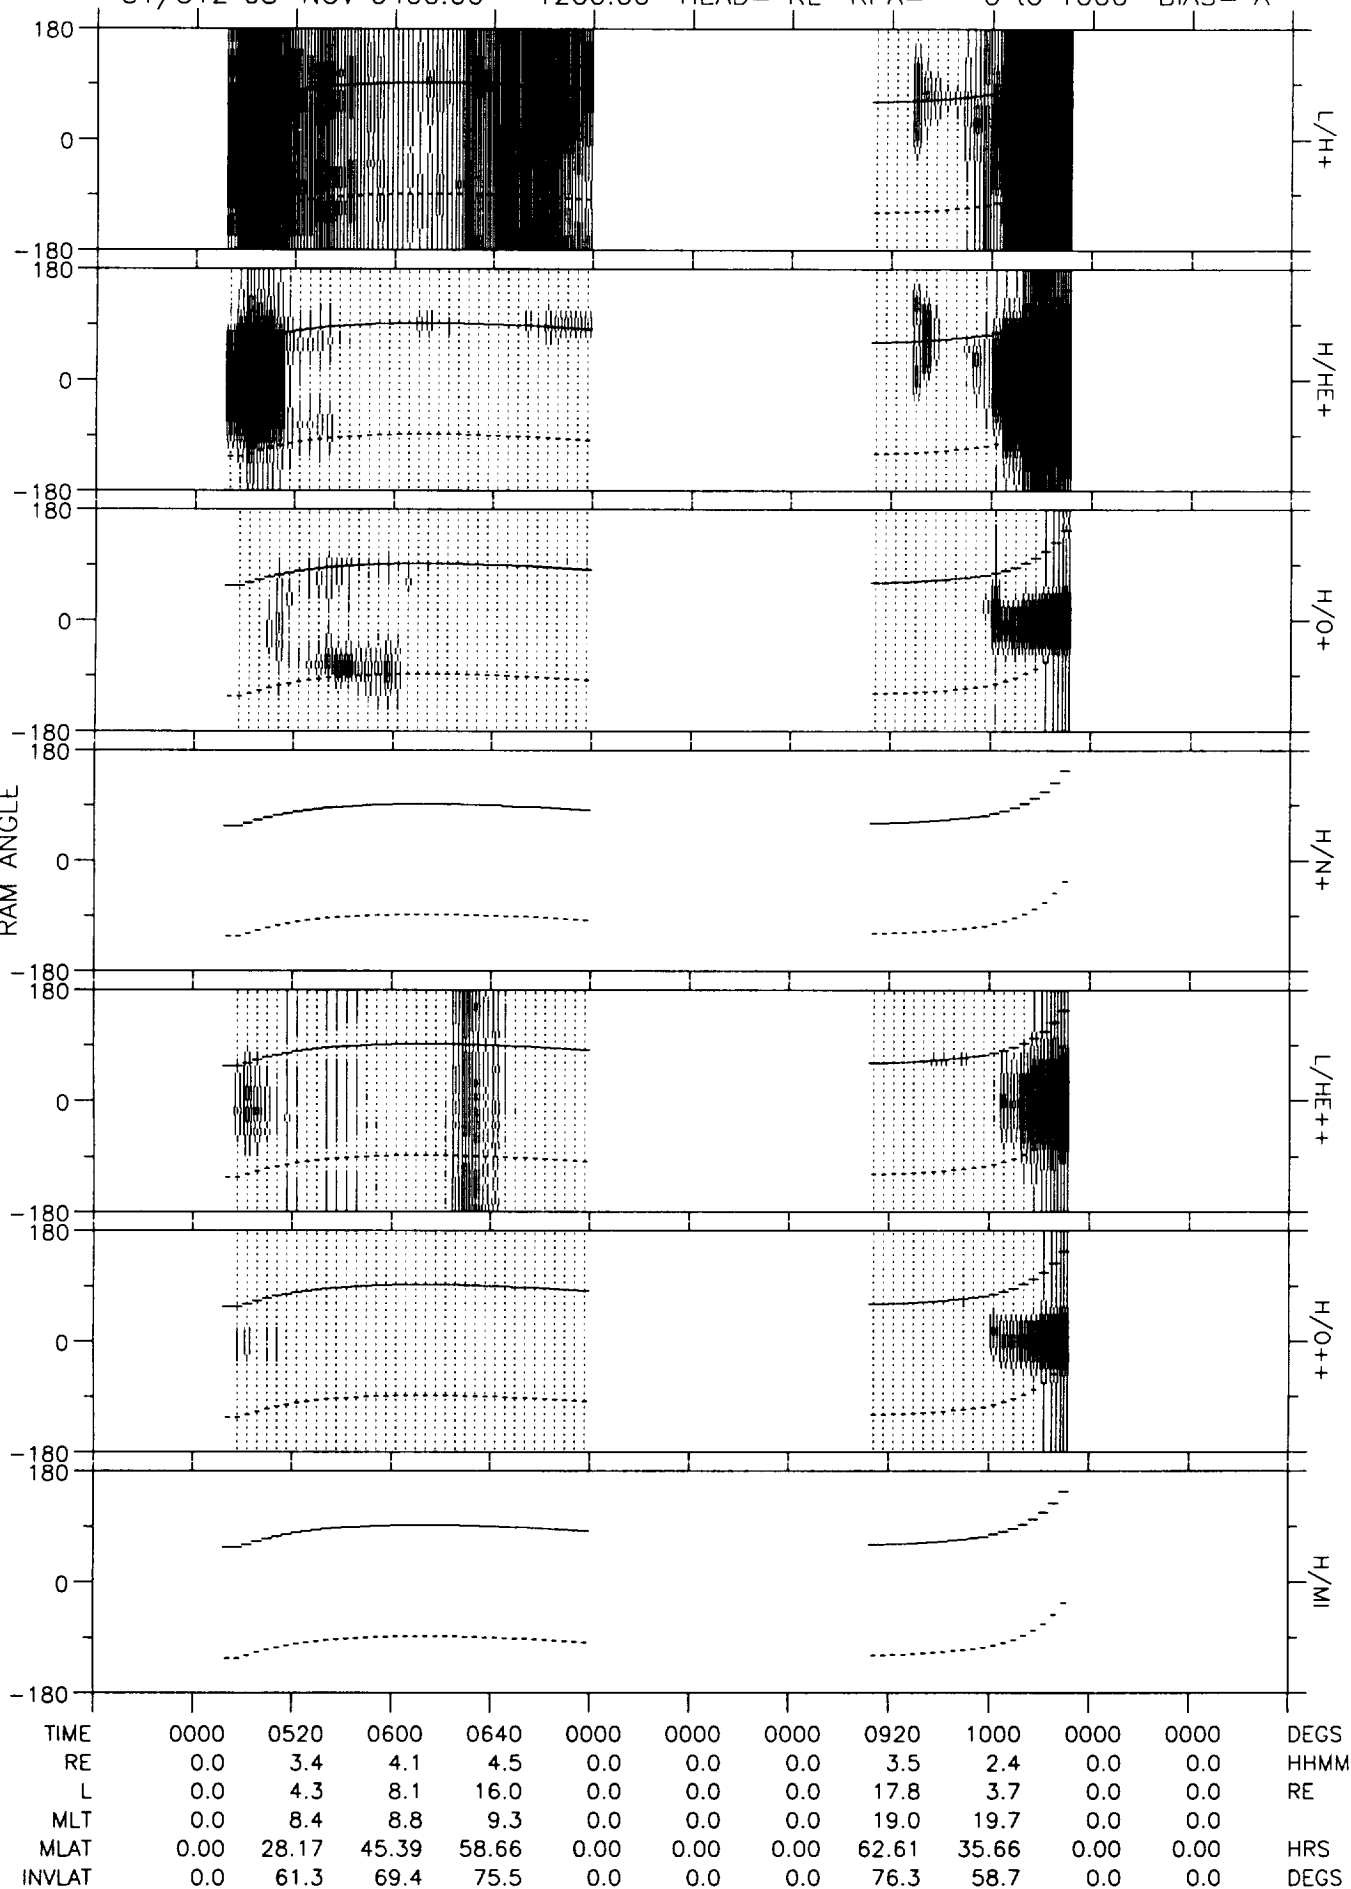 180
0
-180
L/H+
180
0
-180
H/HE+
180
0
-180
H/O+
180
0
-180
H/N+
RAM ANGLE
180
0
-180
L/HE++
180
0
-180
H/O++
180
0
-180
H/MI
TIME 0000 0520 0600 0640 0000 0000 0000 0920 1000 0000 0000 DEGS
RE 0.0 3.4 4.1 4.5 0.0 0.0 0.0 3.5 2.4 0.0 0.0 HHMM
L 0.0 4.3 8.1 16.0 0.0 0.0 0.0 17.8 3.7 0.0 0.0 RE
MLT 0.0 8.4 8.8 9.3 0.0 0.0 0.0 19.0 19.7 0.0 0.0
MLAT 0.00 28.17 45.39 58.66 0.00 0.00 0.00 62.61 35.66 0.00 0.00 HRS
INVLAT 0.0 61.3 69.4 75.5 0.0 0.0 0.0 76.3 58.7 0.0 0.0 DEGS